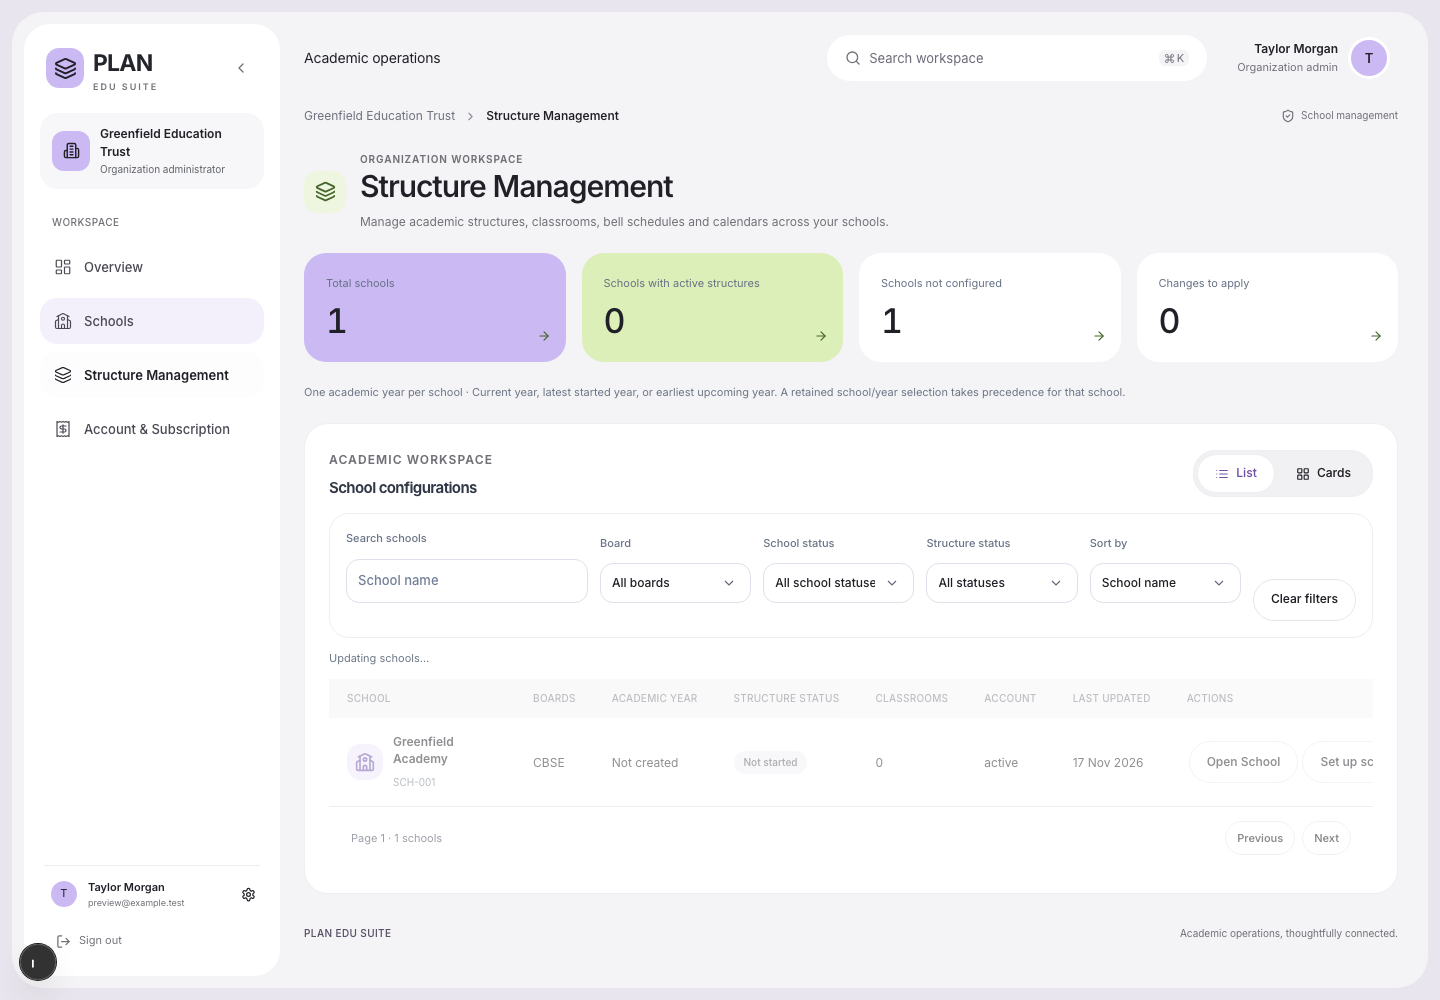 PLAN
EDU SUITE
Greenfield Education
Trust
Organization administrator
WORKSPACE
Overview
Schools
Structure Management
Account & Subscription
T
Taylor Morgan
preview@example.test
Sign out
Academic operations
Search workspace
⌘K
Taylor Morgan
Organization admin
T
Greenfield Education Trust
Structure Management
School management
ORGANIZATION WORKSPACE
Structure Management
Manage academic structures, classrooms, bell schedules and calendars across your schools.
Total schools
1
Schools with active structures
0
Schools not configured
1
Changes to apply
0
One academic year per school · Current year, latest started year, or earliest upcoming year. A retained school/year selection takes precedence for that school.
ACADEMIC WORKSPACE
School configurations
List
Cards
Search schools
School name
Board
All boards
School status
All school statuse
Structure status
All statuses
Sort by
School name
Clear filters
Updating schools...
SCHOOL BOARDS ACADEMIC YEAR STRUCTURE STATUS CLASSROOMS ACCOUNT LAST UPDATED ACTIONS
Greenfield
Academy
SCH-001
CBSE Not created Not started 0 active 17 Nov 2026 Open School Set up sc
Page 1 · 1 schools
Previous Next
PLAN EDU SUITE
Academic operations, thoughtfully connected.